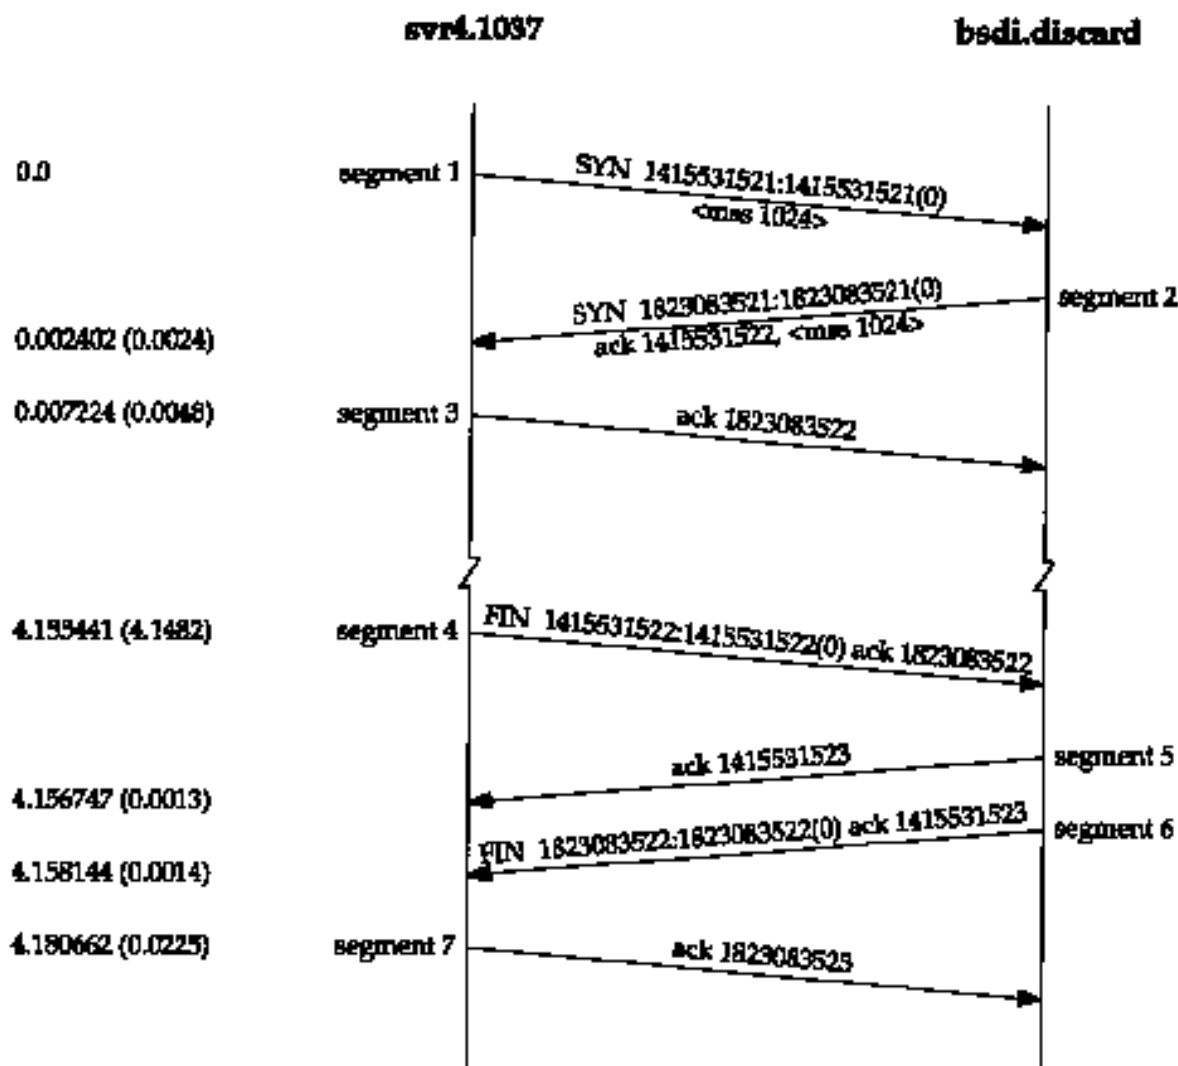 svr4.1037 bsdi.discard
0.0 segment 1 SYN 1415531521:1415531521(0)
<mss 1024>
SYN 1823083521:1823083521(0) segment 2
0.002402 (0.0024) ack 1415531522, <mss 1024>
0.007224 (0.0048) segment 3 ack 1823083522
4.155441 (4.1482) segment 4 FIN 1415531522:1415531522(0) ack 1823083522
ack 1415531523 segment 5
4.156747 (0.0013)
FIN 1823083522:1823083522(0) ack 1415531523 segment 6
4.158144 (0.0014)
4.180662 (0.0225) segment 7 ack 1823083523